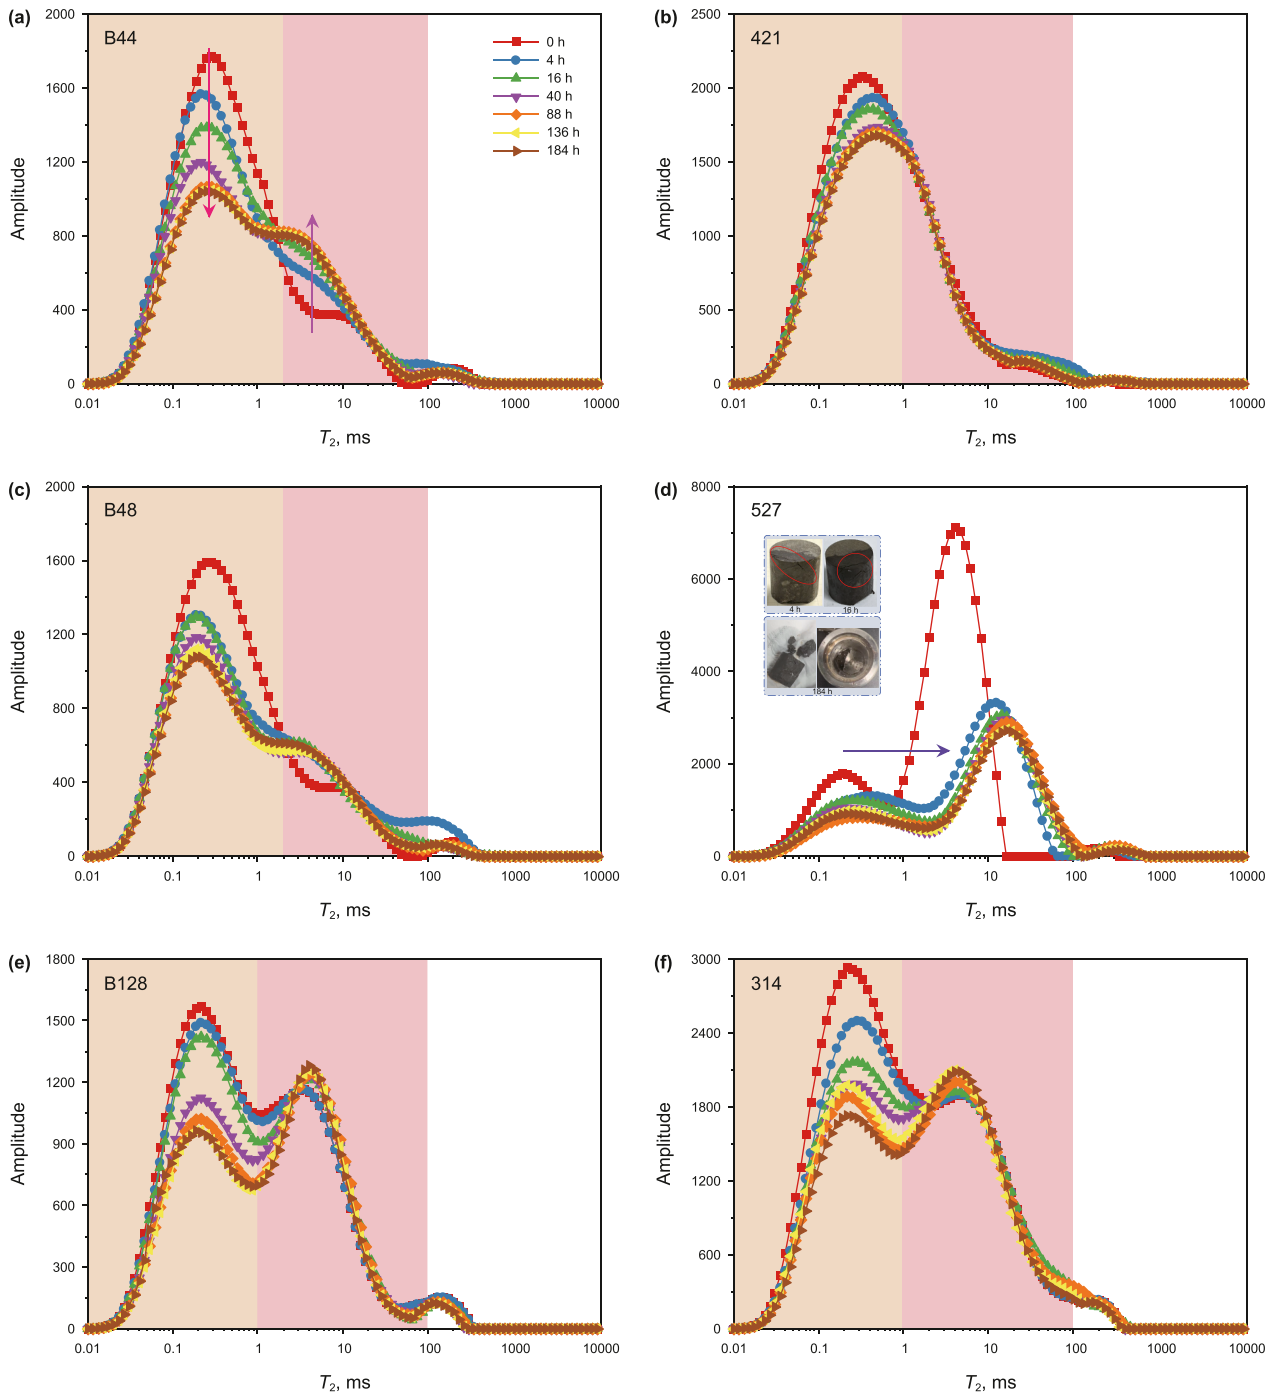 (a)
B44
2000
1600
1200
800
400
0
Amplitude
0.01 0.1 1 10 100 1000 10000
T2, ms
0 h
4 h
16 h
40 h
88 h
136 h
184 h
(b)
421
2500
2000
1500
1000
500
0
Amplitude
0.01 0.1 1 10 100 1000 10000
T2, ms
(c)
B48
2000
1600
1200
800
400
0
Amplitude
0.01 0.1 1 10 100 1000 10000
T2, ms
(d)
527
8000
6000
4000
2000
0
Amplitude
4 h 16 h
184 h
0.01 0.1 1 10 100 1000 10000
T2, ms
(e)
B128
1800
1500
1200
900
600
300
0
Amplitude
0.01 0.1 1 10 100 1000 10000
T2, ms
(f)
314
3000
2400
1800
1200
600
0
Amplitude
0.01 0.1 1 10 100 1000 10000
T2, ms